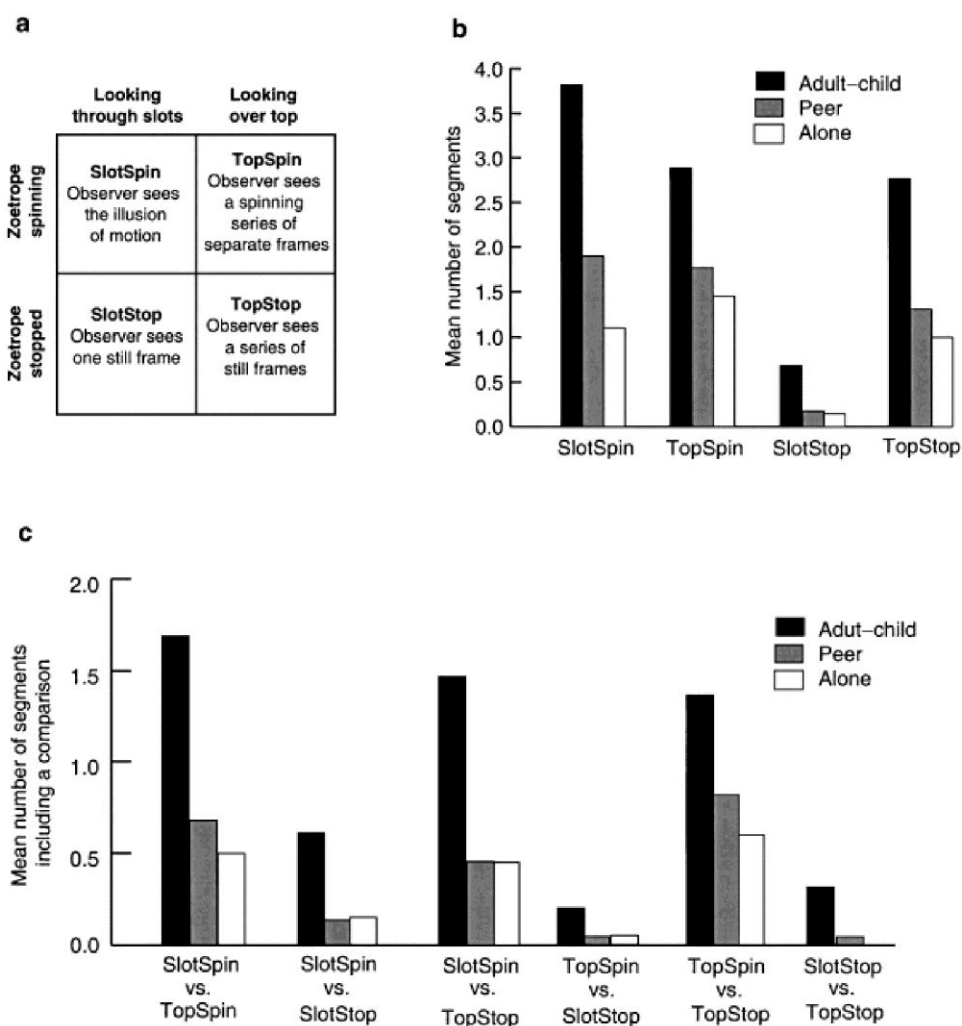 a
Looking
through slots
Looking
over top
Zoetrope
spinning
SlotSpin
Observer sees
the illusion
of motion
TopSpin
Observer sees
a spinning
series of
separate frames
Zoetrope
stopped
SlotStop
Observer sees
one still frame
TopStop
Observer sees
a series of
still frames
b
Mean number of segments
4.0
3.5
3.0
2.5
2.0
1.5
1.0
0.5
0.0
Adult–child
Peer
Alone
SlotSpin
TopSpin
SlotStop
TopStop
c
Mean number of segments
including a comparison
2.0
1.5
1.0
0.5
0.0
Adut–child
Peer
Alone
SlotSpin
vs.
TopSpin
SlotSpin
vs.
SlotStop
SlotSpin
vs.
TopStop
TopSpin
vs.
SlotStop
TopSpin
vs.
TopStop
SlotStop
vs.
TopStop